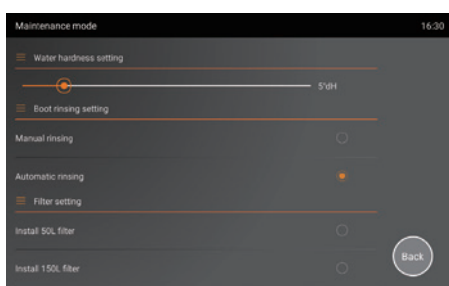 Maintenance mode 16:30
Water hardness setting
5°dH
Boot rinsing setting
Manual rinsing
Automatic rinsing
Filter setting
Install 50L filter
Install 150L filter
Back